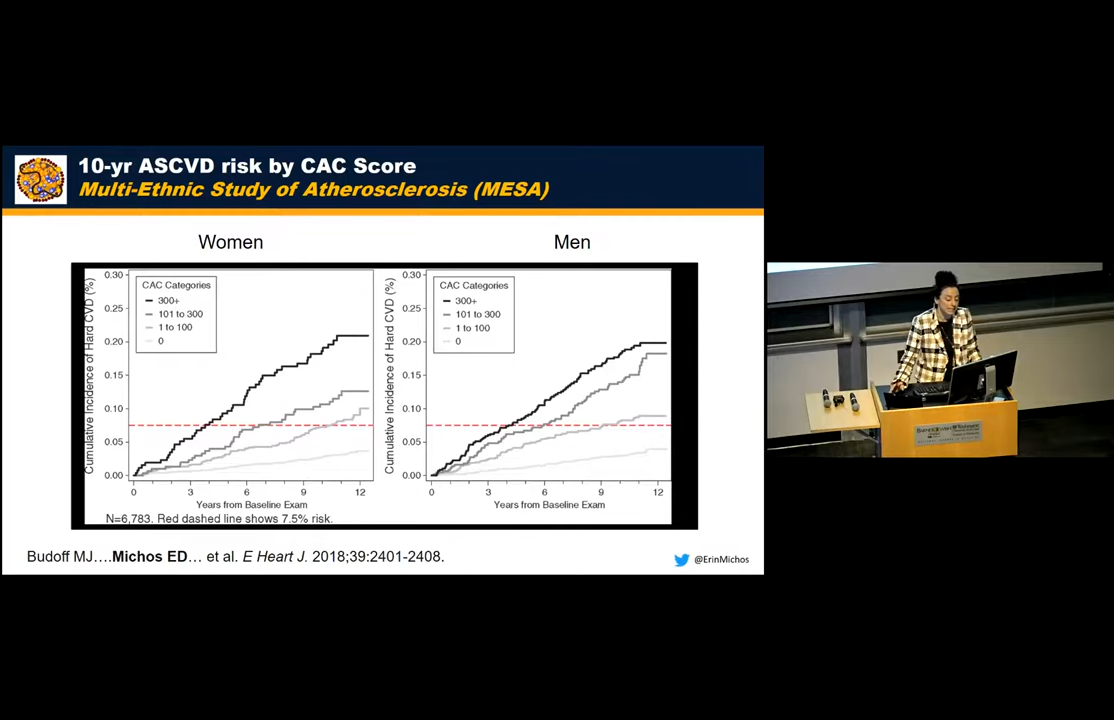 10-yr ASCVD risk by CAC Score
Multi-Ethnic Study of Atherosclerosis (MESA)
Women
Men
Cumulative Incidence of Hard CVD (%)
0.30
0.25
0.20
0.15
0.10
0.05
0.00
CAC Categories
300+
101 to 300
1 to 100
0
0
3
6
9
12
Years from Baseline Exam
N=6,783. Red dashed line shows 7.5% risk.
Cumulative Incidence of Hard CVD (%)
0.30
0.25
0.20
0.15
0.10
0.05
0.00
CAC Categories
300+
101 to 300
1 to 100
0
0
3
6
9
12
Years from Baseline Exam
Budoff MJ….Michos ED… et al. E Heart J. 2018;39:2401-2408.
@ErinMichos